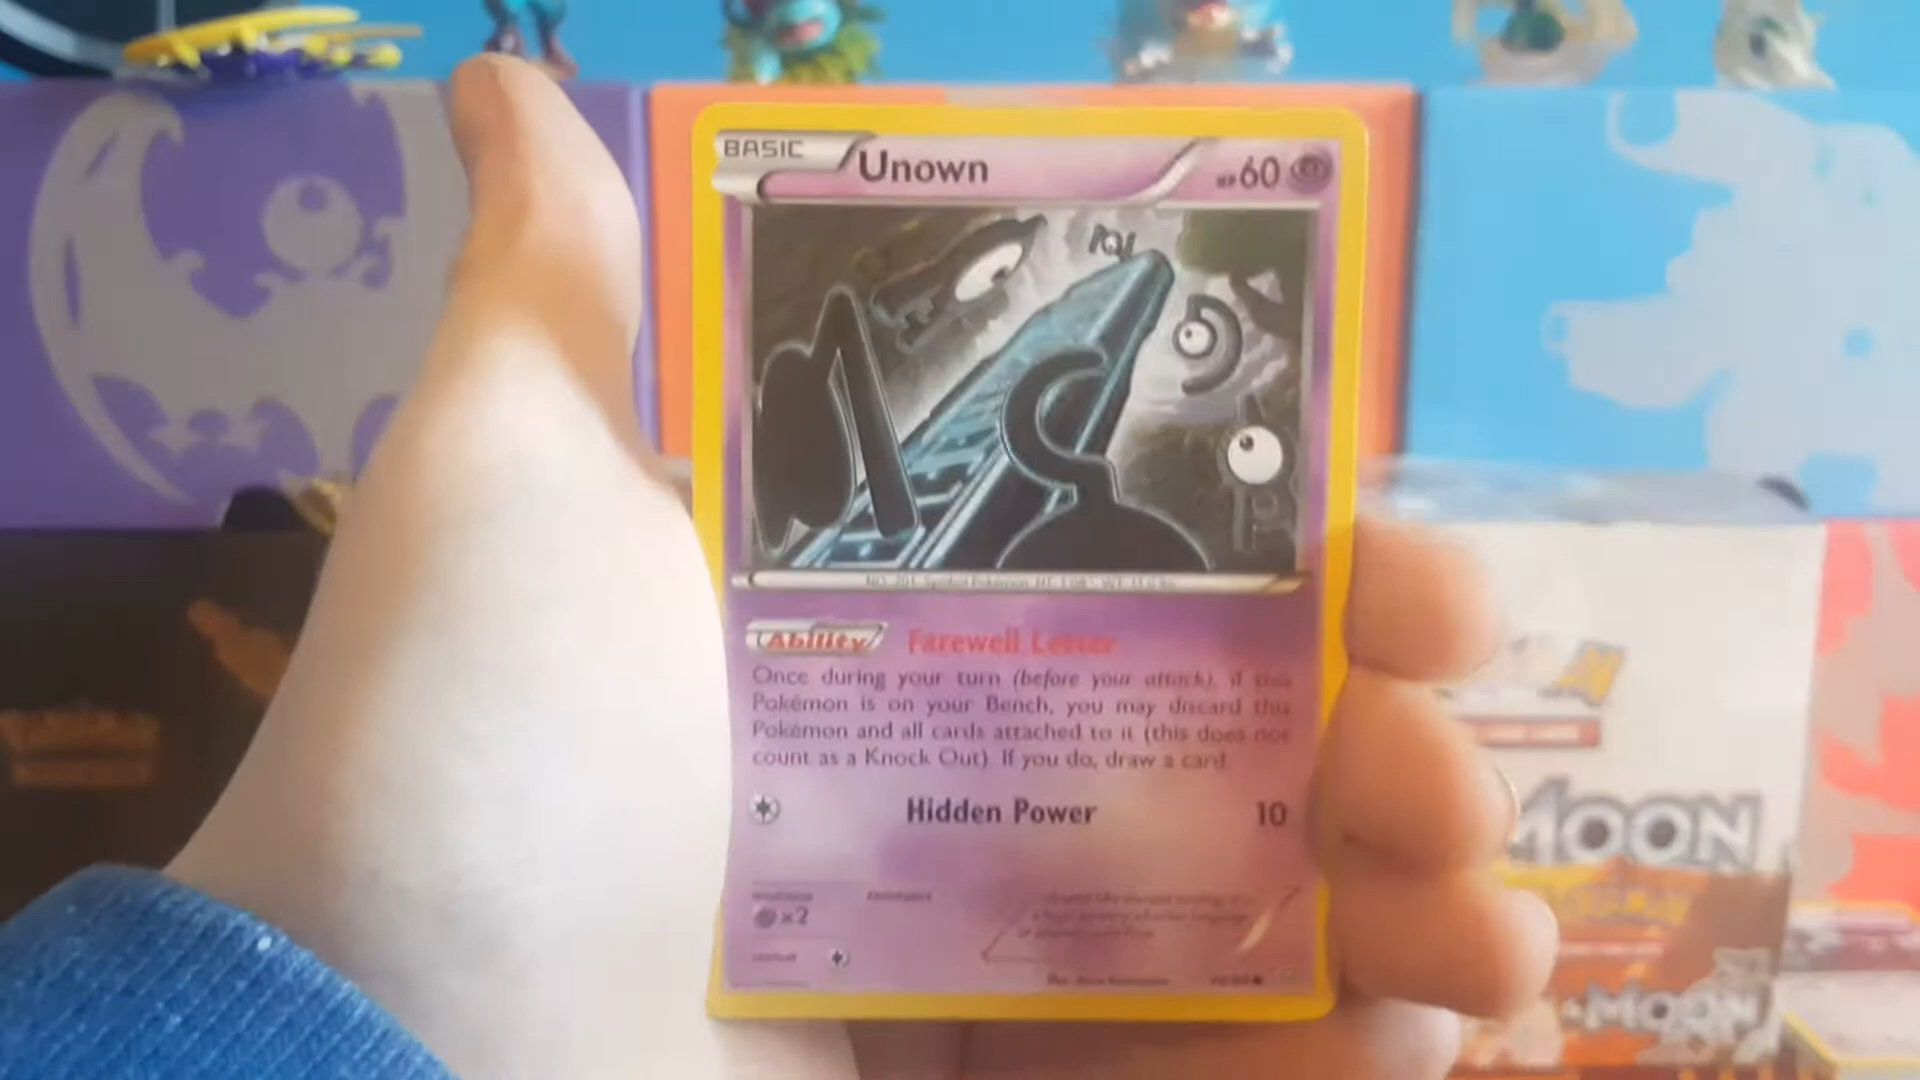 BASIC
Unown
HP60
Ability
Farewell Letter
Once during your turn (before your attack), if this
Pokémon is on your Bench, you may discard this
Pokémon and all cards attached to it (this does not
count as a Knock Out). If you do, draw a card.
Hidden Power
10
x2
MOON
MOON